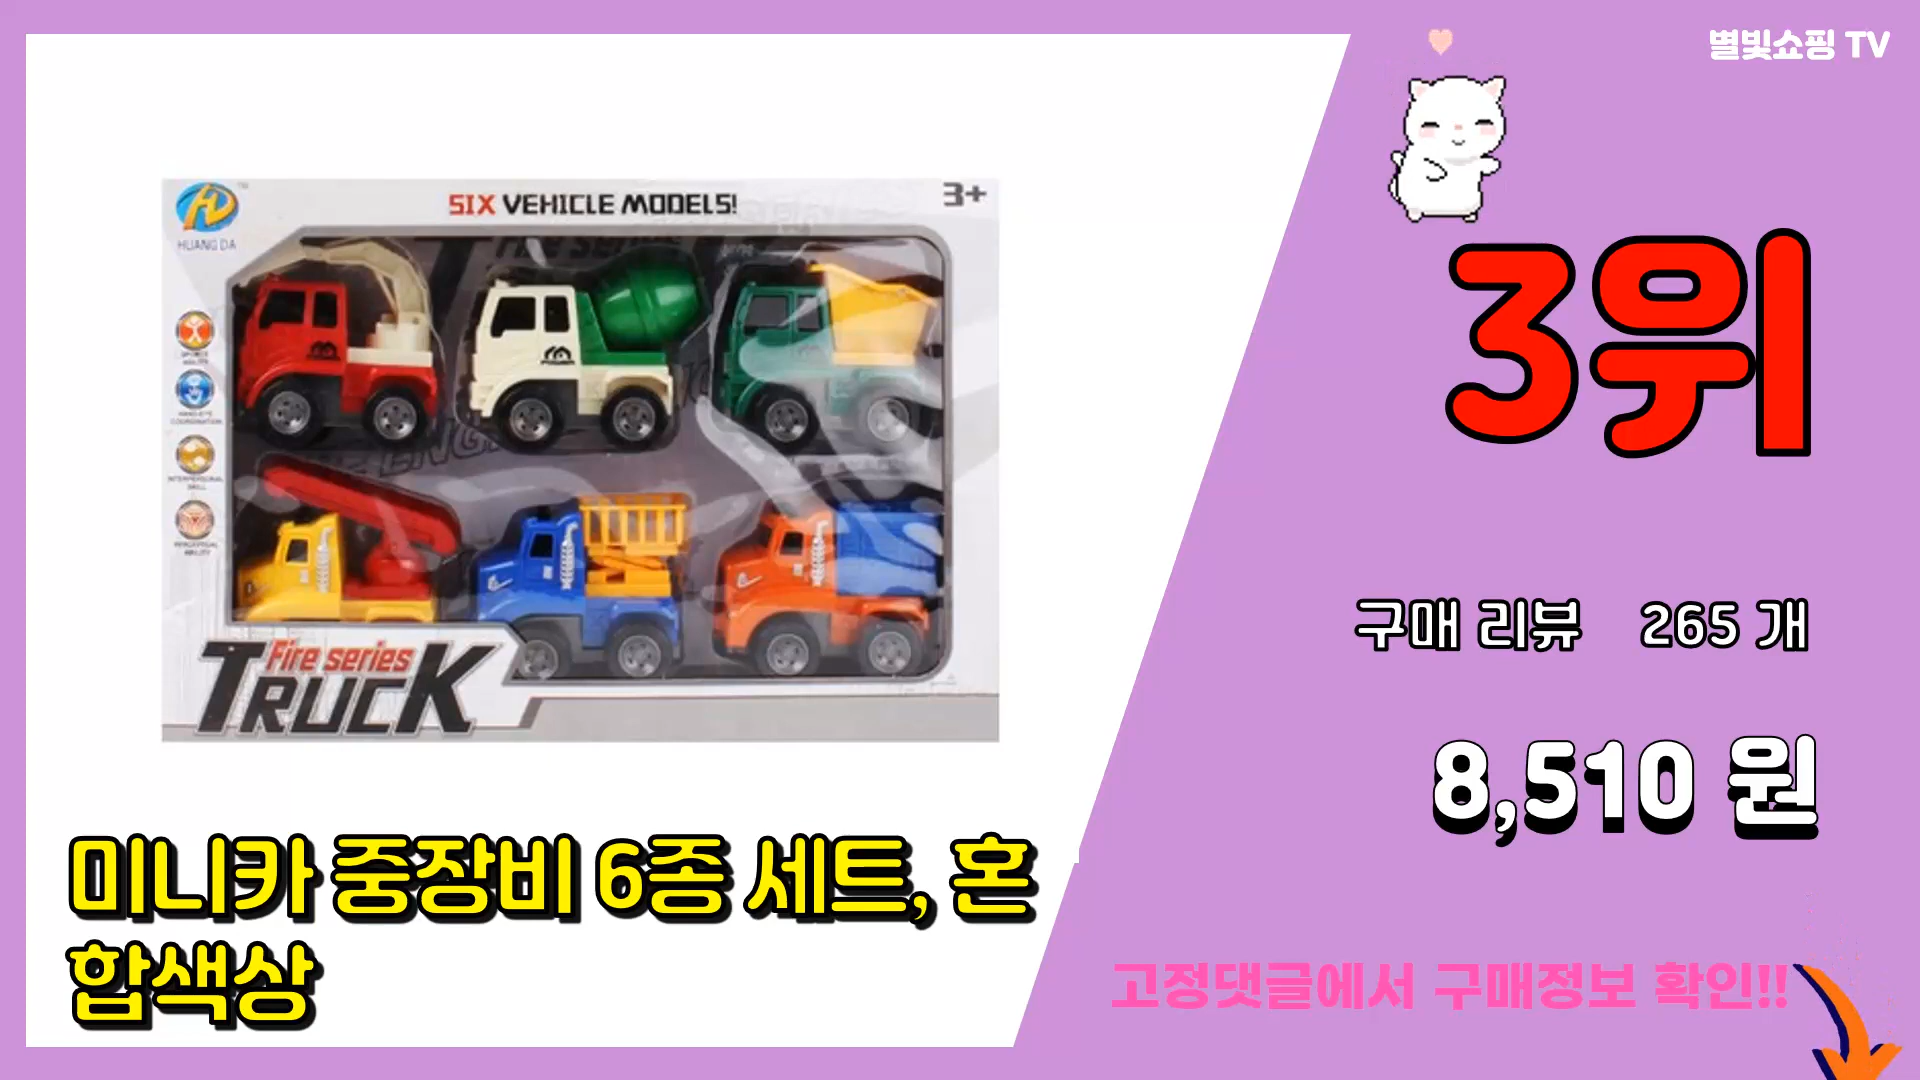 별빛쇼핑 TV
3위
구매 리뷰 265 개
8,510 원
고정댓글에서 구매정보 확인!!
미니카 중장비 6종 세트, 혼
합색상
HUANG DA
SIX VEHICLE MODELS!
3+
INTERPERSONAL
SKILL
Fire series
TRUCK